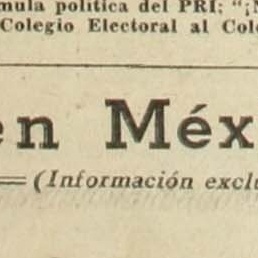 mula política del PRI: "¡N
Colegio Electoral al Col
en Méx
(Información exclu